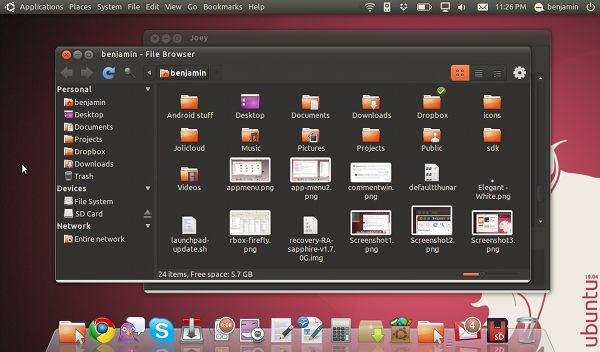 Applications Places System File Edit View Go Bookmarks Help 11:26 PM benjamin
Joey
benjamin - File Browser
benjamin
Personal
benjamin
Desktop
Documents
Projects
Dropbox
Downloads
Trash
Devices
File System
SD Card
Network
Entire network
Android stuff
Desktop
Documents
Downloads
Dropbox
icons
Jolicloud
Music
Pictures
Projects
Public
sdk
Videos
appmenu.png
app-menu2.
png
commentwin.
png
defaultthunar
Elegant -
White.png
launchpad-
update.sh
rbox-firefly.
png
recovery-RA-
sapphire-v1.7.
0G.img
Screenshot1.
png
Screenshot2.
png
Screenshot3.
png
24 items, Free space: 5.7 GB
ubuntu 10.04
0:08
4
SD